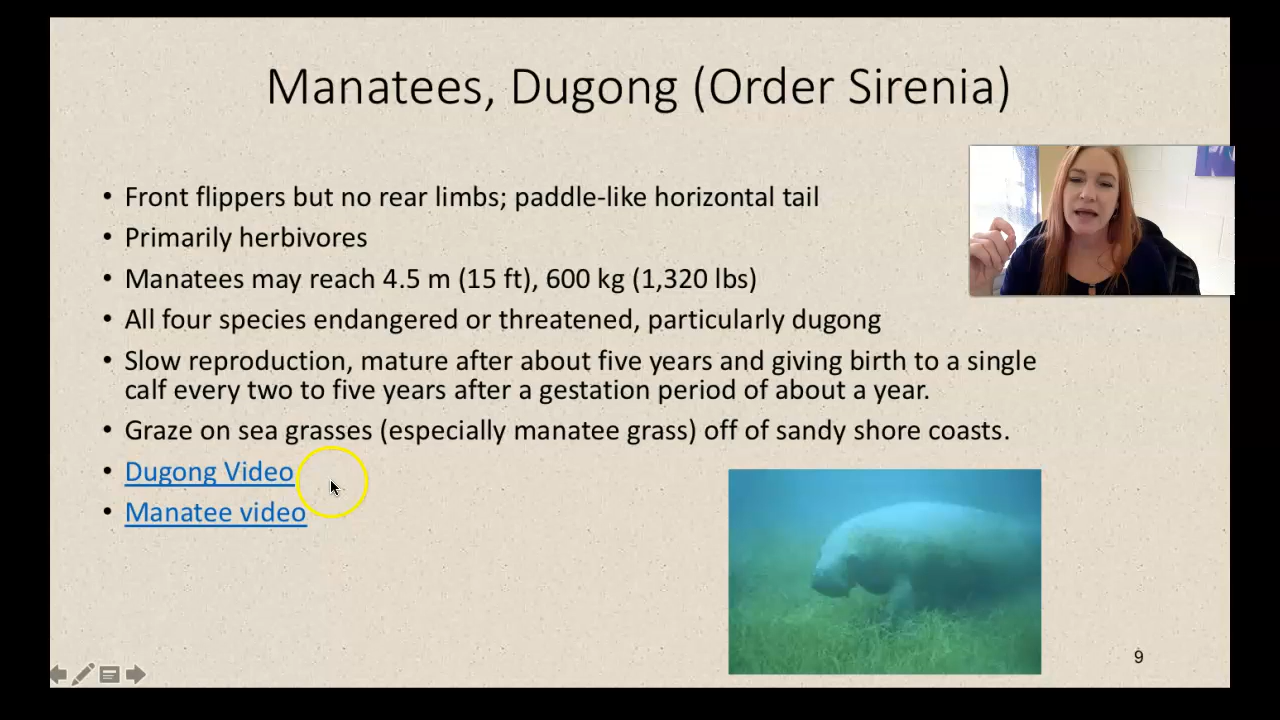 Manatees, Dugong (Order Sirenia)
• Front flippers but no rear limbs; paddle-like horizontal tail
• Primarily herbivores
• Manatees may reach 4.5 m (15 ft), 600 kg (1,320 lbs)
• All four species endangered or threatened, particularly dugong
• Slow reproduction, mature after about five years and giving birth to a single
calf every two to five years after a gestation period of about a year.
• Graze on sea grasses (especially manatee grass) off of sandy shore coasts.
• Dugong Video
• Manatee video
9